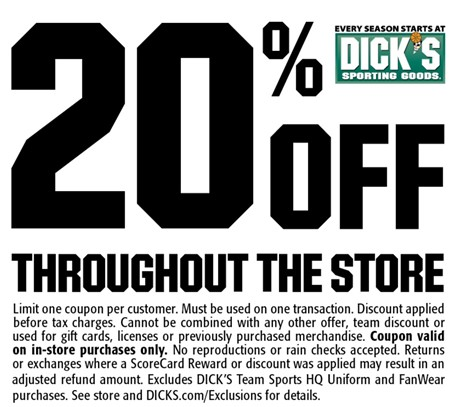 20% OFF
EVERY SEASON STARTS AT
DICK'S
SPORTING GOODS.
THROUGHOUT THE STORE
Limit one coupon per customer. Must be used on one transaction. Discount applied
before tax charges. Cannot be combined with any other offer, team discount or
used for gift cards, licenses or previously purchased merchandise. Coupon valid
on in-store purchases only. No reproductions or rain checks accepted. Returns
or exchanges where a ScoreCard Reward or discount was applied may result in an
adjusted refund amount. Excludes DICK'S Team Sports HQ Uniform and FanWear
purchases. See store and DICKS.com/Exclusions for details.